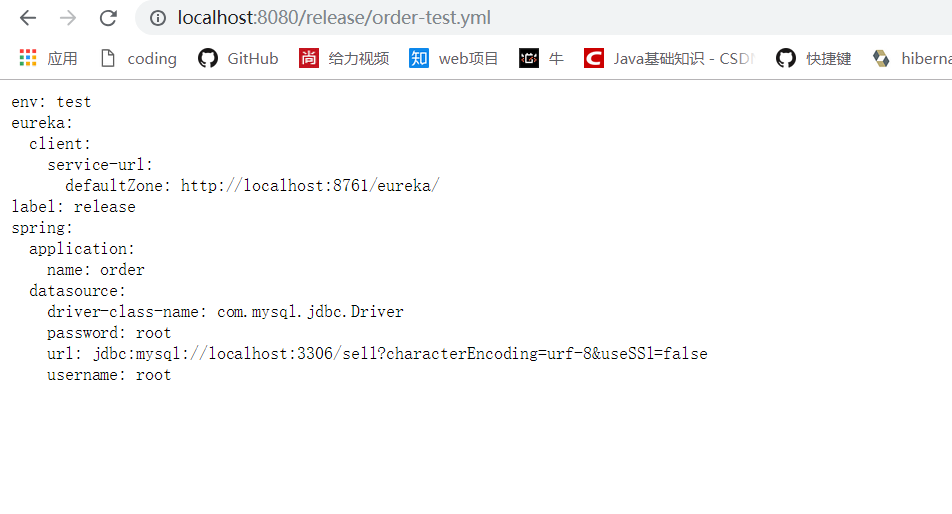 localhost:8080/release/order-test.yml
应用 coding GitHub 尚 给力视频 知 web项目 牛 C Java基础知识 - CSD 快捷键 hiberna
env: test
eureka:
  client:
    service-url:
      defaultZone: http://localhost:8761/eureka/
label: release
spring:
  application:
    name: order
  datasource:
    driver-class-name: com.mysql.jdbc.Driver
    password: root
    url: jdbc:mysql://localhost:3306/sell?characterEncoding=urf-8&useSSl=false
    username: root